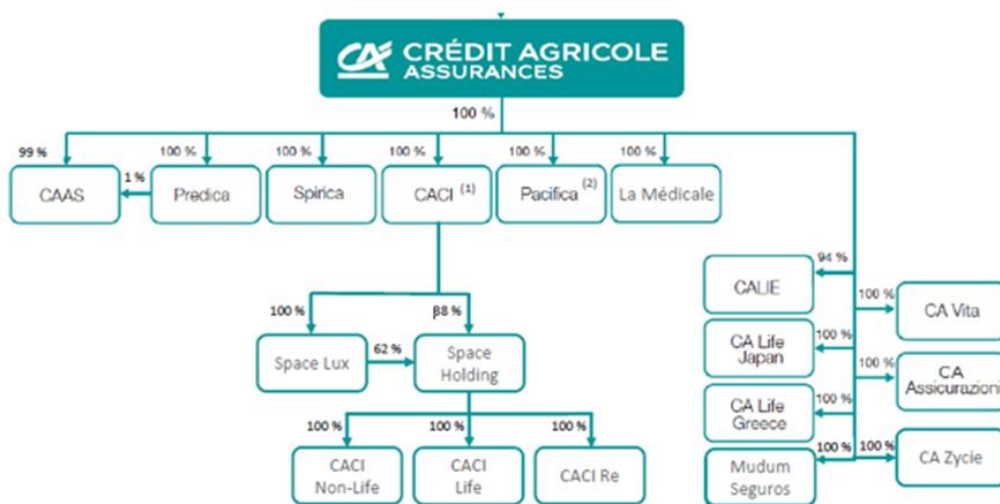 CRÉDIT AGRICOLE
ASSURANCES
100 %
99 %
100 %
100 %
100 %
100 %
100 %
1 %
CAAS
Predica
Spirica
CACI (1)
Pacifica (2)
La Médicale
94 %
CALIE
100 %
CA Vita
100 %
38 %
100 %
Space Lux
62 %
Space
Holding
CA Life
Japan
100 %
CA
Assicurazioni
100 %
CA Life
Greece
100 %
100 %
100 %
CACI
Non-Life
CACI
Life
CACI Re
100 %
Mudum
Seguros
100 %
CA Zycie